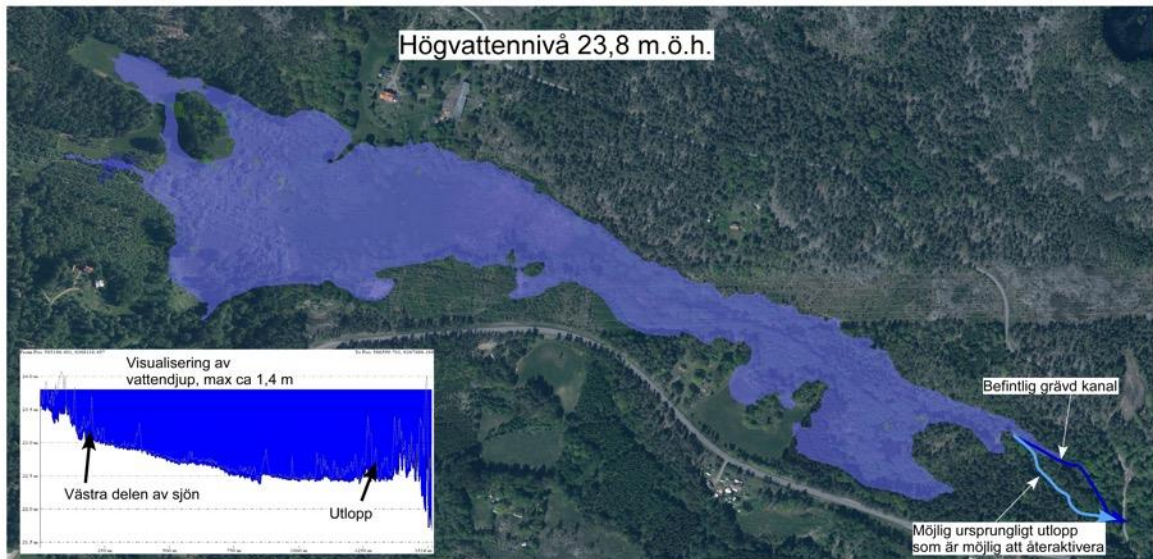 Högvattennivå 23,8 m.ö.h.
Visualisering av
vattendjup, max ca 1,4 m
Västra delen av sjön
Utlopp
Befintlig grävd kanal
Möjlig ursprungligt utlopp
som är möjlig att återaktivera